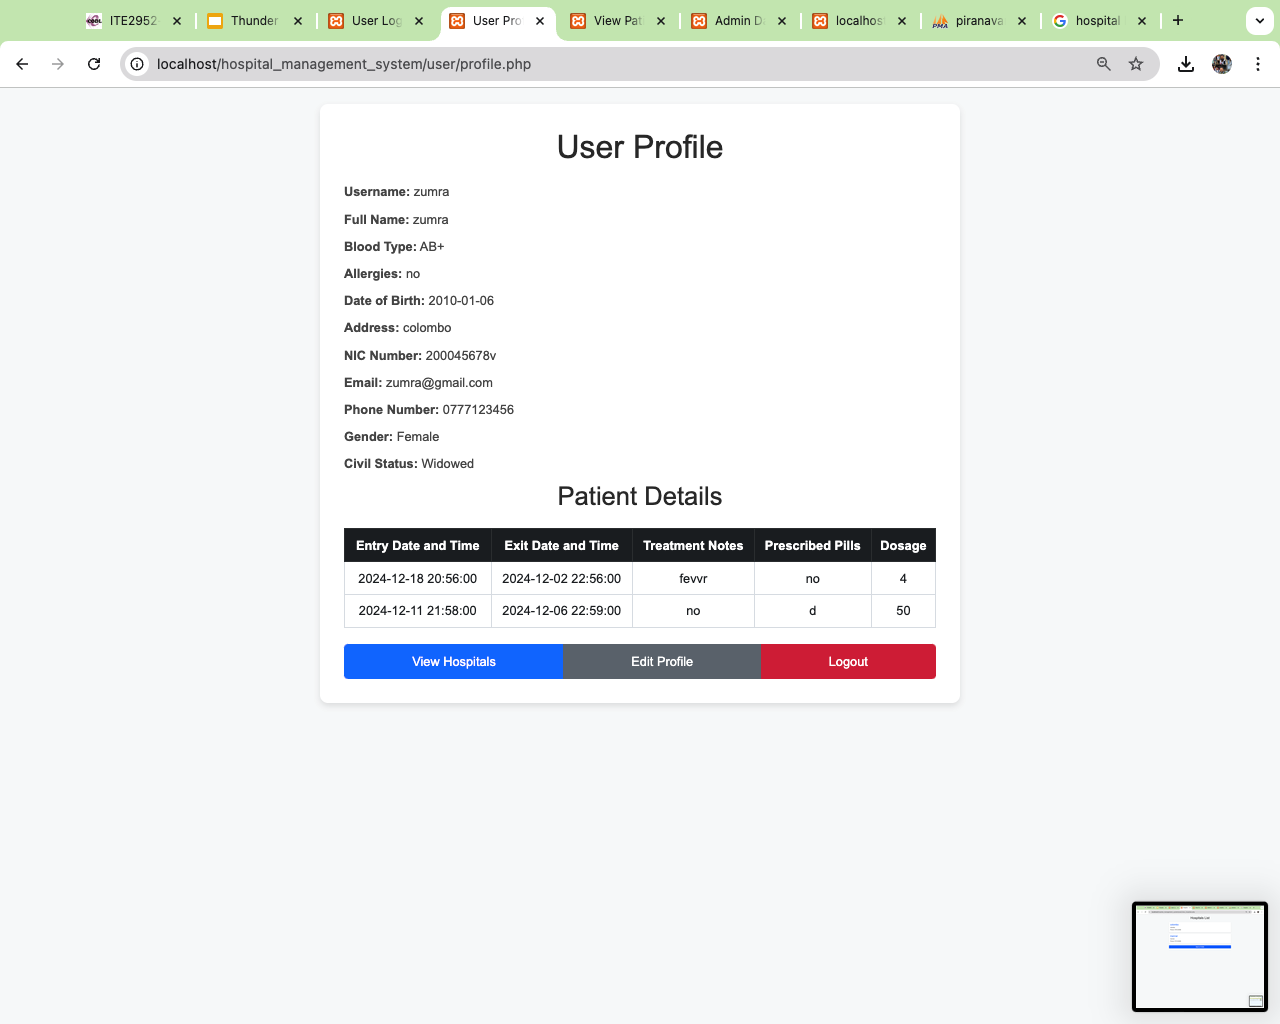 ITE2952
Thunder
User Log
User Pro
View Pat
Admin D
localhos
piranava
hospital
localhost/hospital_management_system/user/profile.php
User Profile
Username: zumra
Full Name: zumra
Blood Type: AB+
Allergies: no
Date of Birth: 2010-01-06
Address: colombo
NIC Number: 200045678v
Email: zumra@gmail.com
Phone Number: 0777123456
Gender: Female
Civil Status: Widowed
Patient Details
Entry Date and Time Exit Date and Time Treatment Notes Prescribed Pills Dosage
2024-12-18 20:56:00 2024-12-02 22:56:00 fevvr no 4
2024-12-11 21:58:00 2024-12-06 22:59:00 no d 50
View Hospitals Edit Profile Logout
Hospitals List